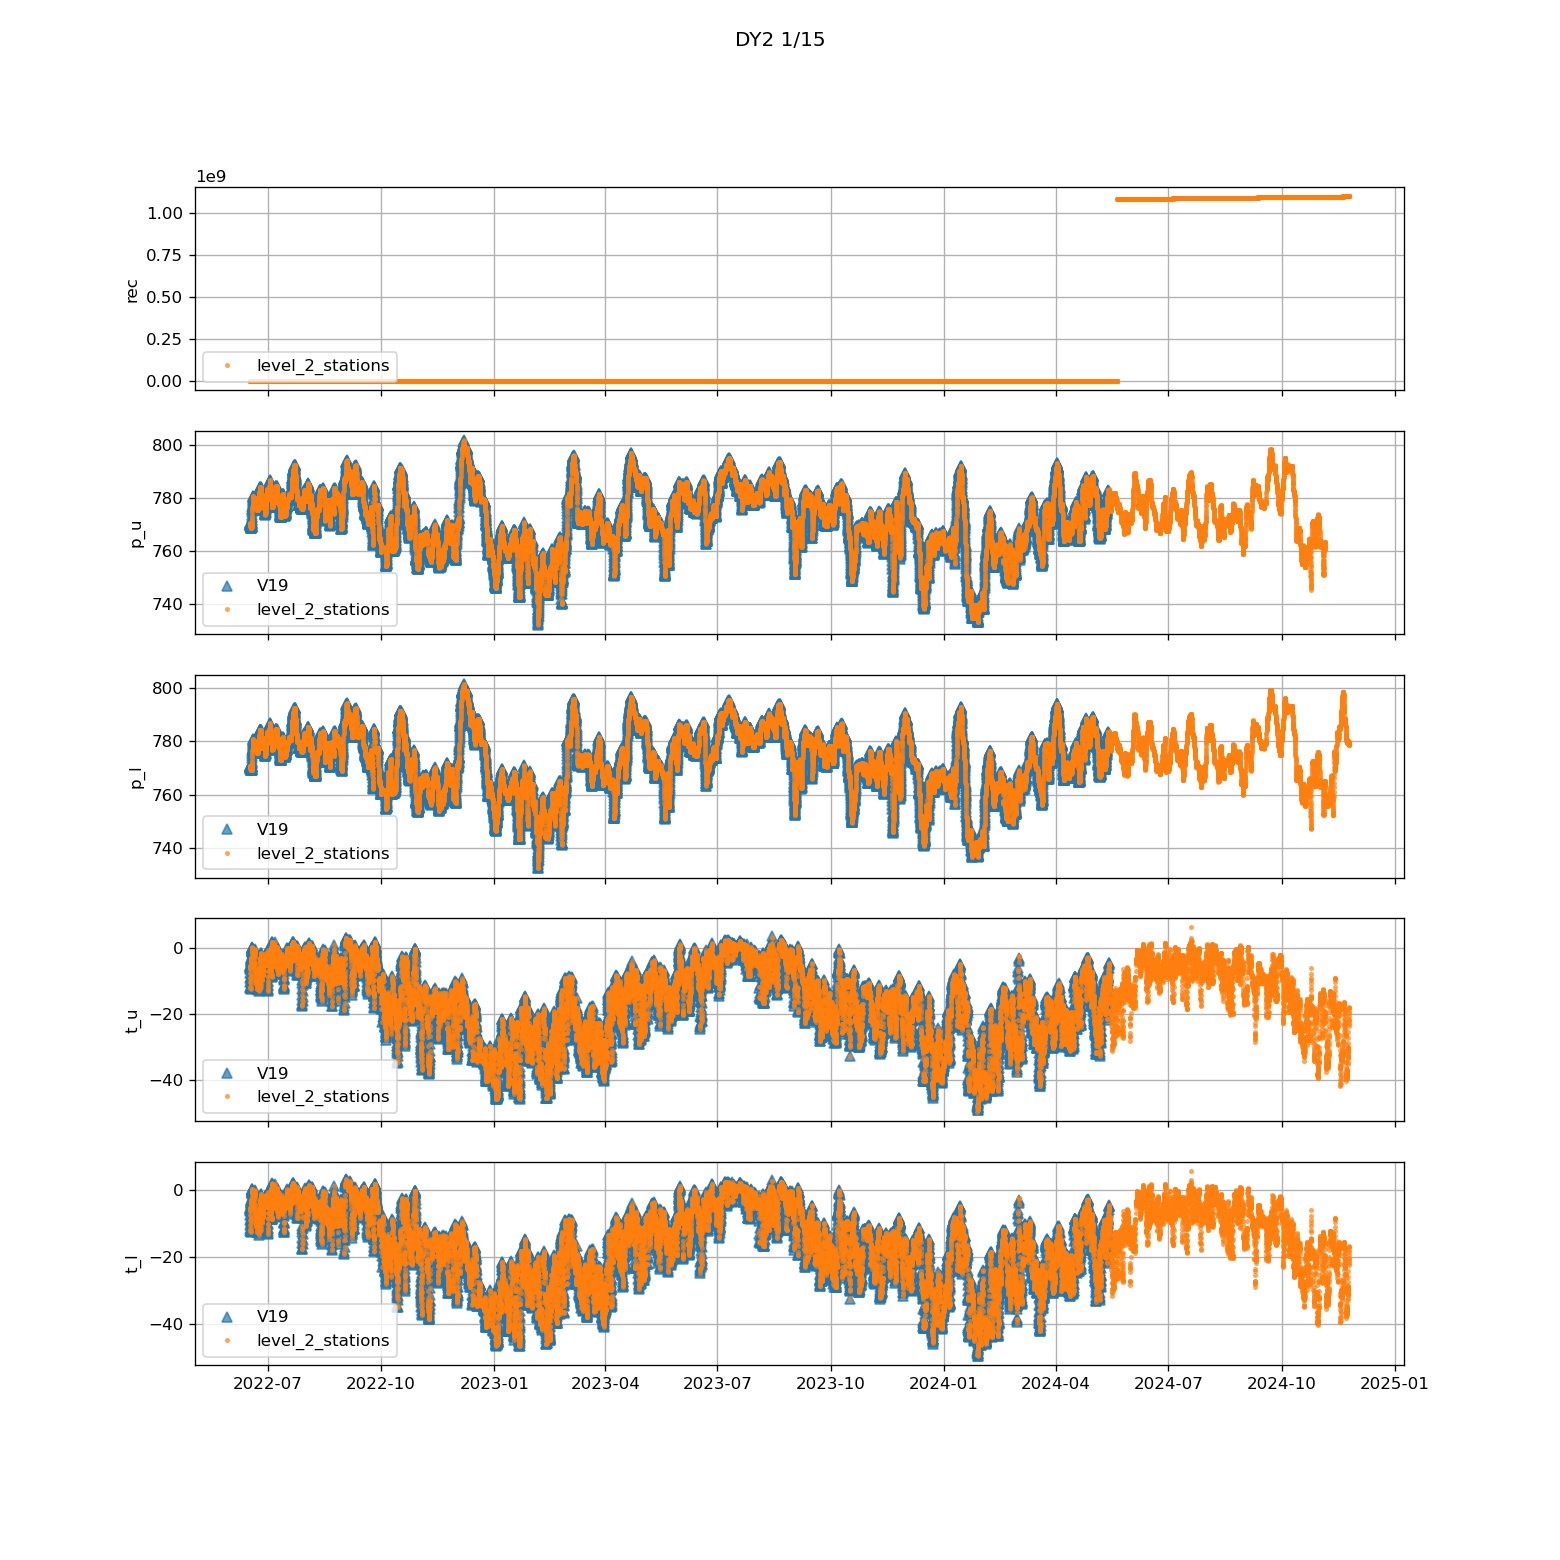 DY2 1/15
1e9
1.00
0.75
0.50
0.25
0.00
rec
level_2_stations
800
780
760
740
p_u
V19
level_2_stations
800
780
760
740
p_l
V19
level_2_stations
0
−20
−40
t_u
V19
level_2_stations
0
−20
−40
t_l
V19
level_2_stations
2022-07 2022-10 2023-01 2023-04 2023-07 2023-10 2024-01 2024-04 2024-07 2024-10 2025-01